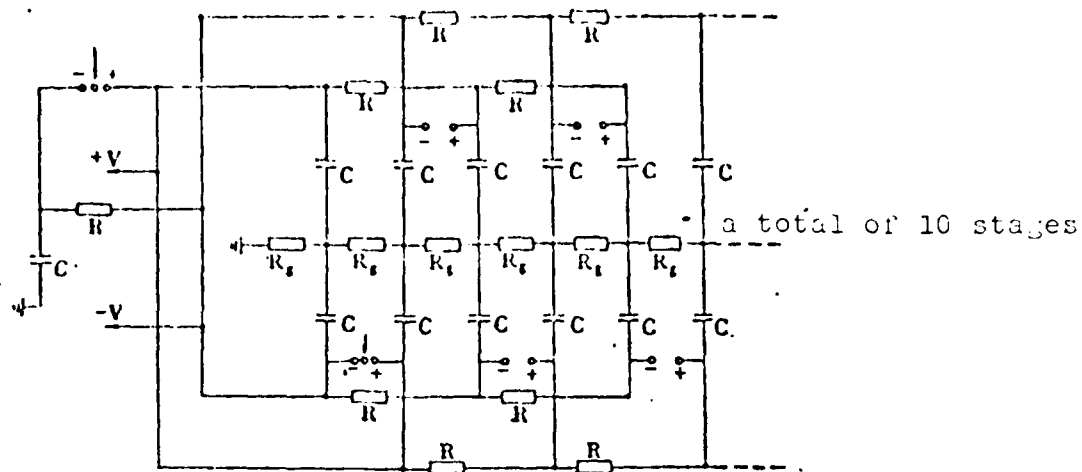 R R
- +
R R
- + - +
+V
C C C C C C
R
a total of 10 stages
C
Rg Rg Rg Rg Rg Rg
-V
C C C C C C
- + - + - +
R R
R R